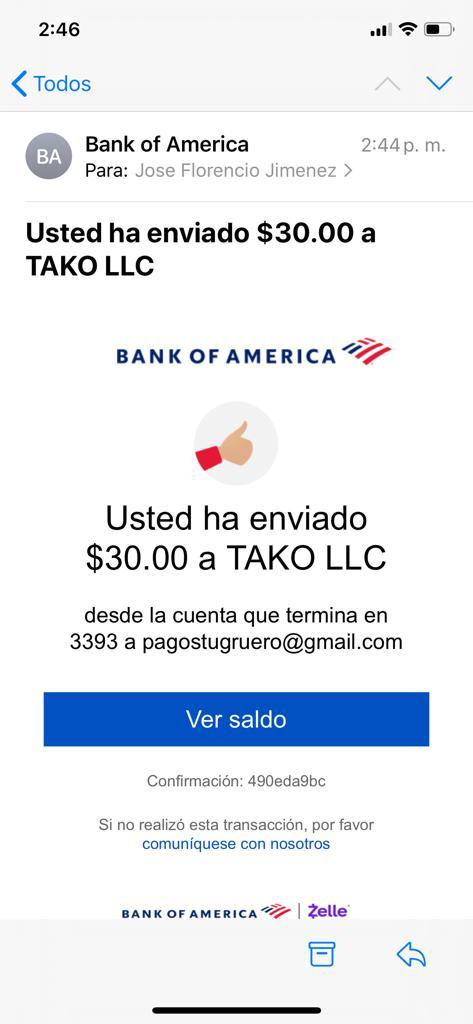 2:46
Todos
BA
Bank of America
2:44 p. m.
Para: Jose Florencio Jimenez
Usted ha enviado $30.00 a
TAKO LLC
BANK OF AMERICA
Usted ha enviado
$30.00 a TAKO LLC
desde la cuenta que termina en
3393 a pagostugruero@gmail.com
Ver saldo
Confirmación: 490eda9bc
Si no realizó esta transacción, por favor
comuníquese con nosotros
BANK OF AMERICA | Zelle